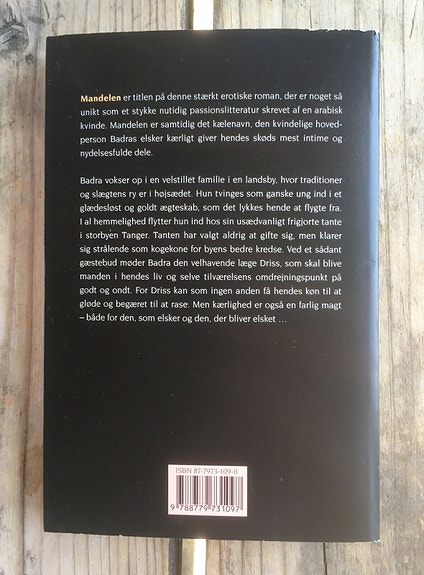 Mandelen er titlen på denne stærkt erotiske roman, der er noget så
unikt som et stykke nutidig passionslitteratur skrevet af en arabisk
kvinde. Mandelen er samtidig det kælenavn, den kvindelige hoved-
person Badras elsker kærligt giver hendes skøds mest intime og
nydelsesfulde dele.
Badra vokser op i en velstillet familie i en landsby, hvor traditioner
og slægtens ry er i højsædet. Hun tvinges som ganske ung ind i et
glædesløst og goldt ægteskab, som det lykkes hende at flygte fra.
I al hemmelighed flytter hun ind hos sin usædvanligt frigjorte tante
i storbyen Tanger. Tanten har valgt aldrig at gifte sig, men klarer
sig strålende som kogekone for byens bedre kredse. Ved et sådant
gæstebud møder Badra den velhavende læge Driss, som skal blive
manden i hendes liv og selve tilværelsens omdrejningspunkt på
godt og ondt. For Driss kan som ingen anden få hendes køn til at
gløde og begæret til at rase. Men kærlighed er også en farlig magt
– både for den, som elsker og den, der bliver elsket ...
ISBN 87-7973-109-0
9 788779 731097